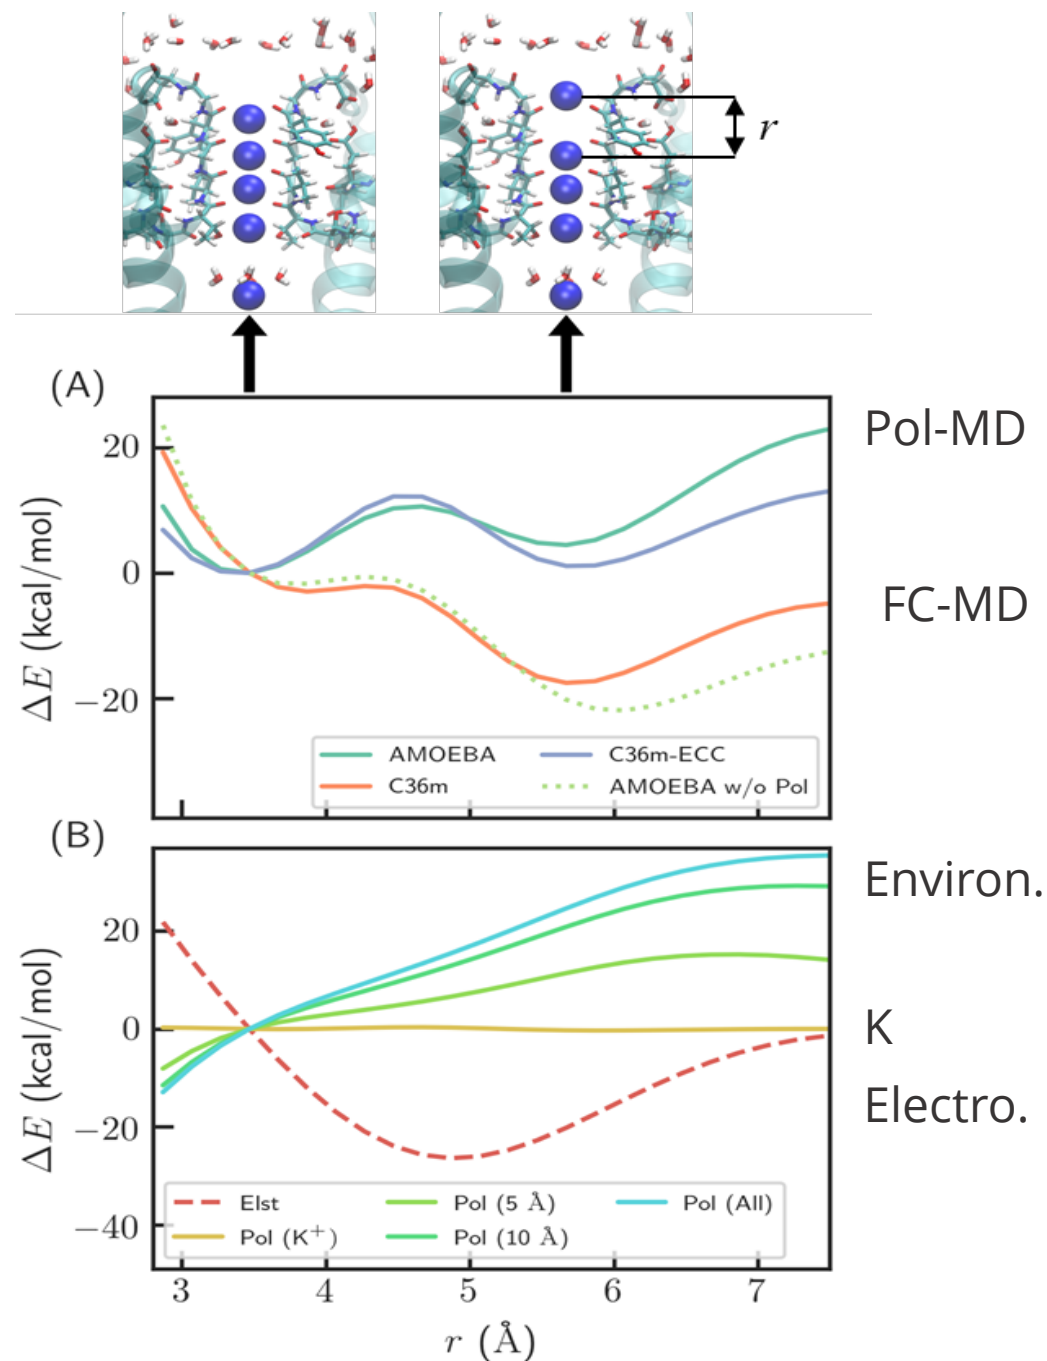 r
(A)
Pol-MD
20
0
−20
ΔE (kcal/mol)
FC-MD
AMOEBA
C36m-ECC
C36m
AMOEBA w/o Pol
(B)
Environ.
20
0
−20
−40
ΔE (kcal/mol)
K
Electro.
Elst
Pol (5 Å)
Pol (All)
Pol (K⁺)
Pol (10 Å)
3 4 5 6 7
r (Å)